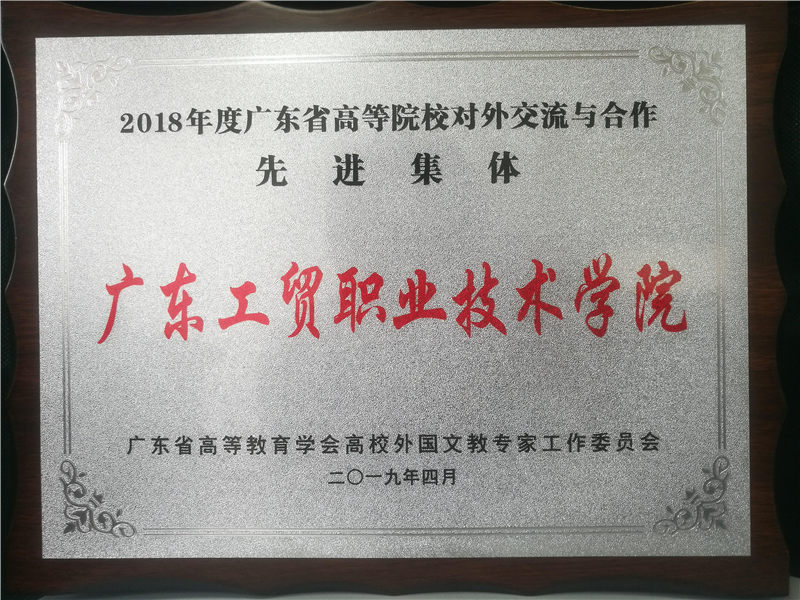 2018年度广东省高等院校对外交流与合作
先进集体
广东工贸职业技术学院
广东省高等教育学会高校外国文教专家工作委员会
二〇一九年四月